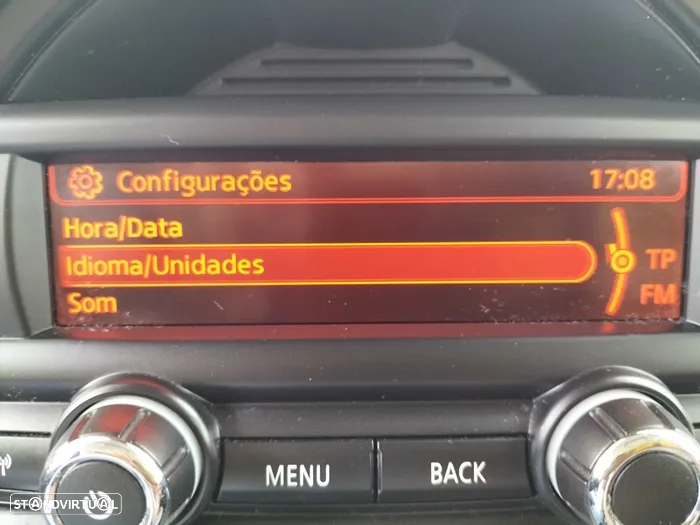 Configurações 17:08
Hora/Data
Idioma/Unidades
TP
Som
FM
MENU BACK
STANDVIRTUAL